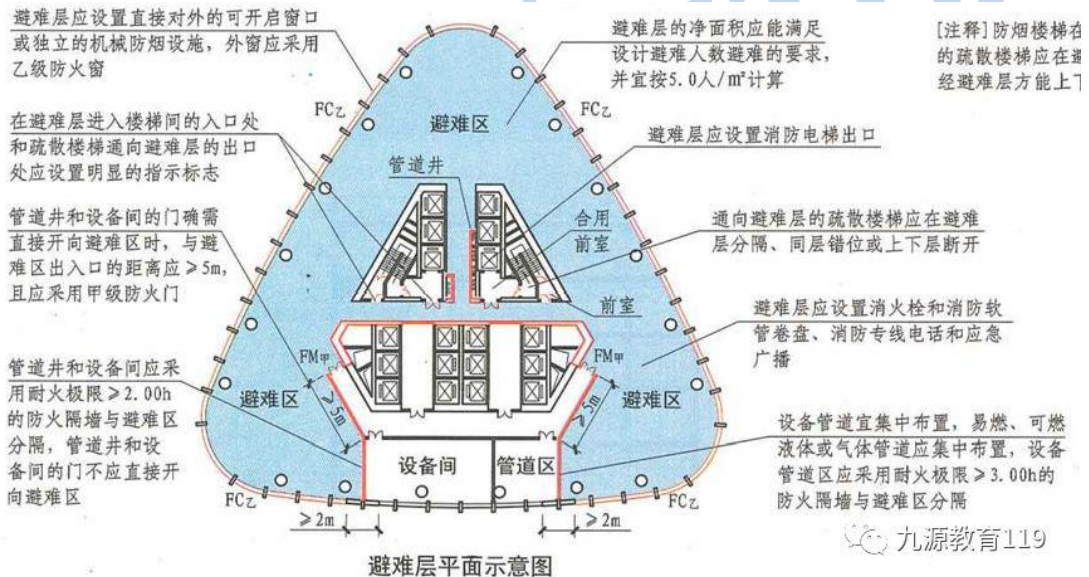 避难层应设置直接对外的可开启窗口
或独立的机械防烟设施，外窗应采用
乙级防火窗
避难层的净面积应能满足
设计避难人数避难的要求，
并宜按5.0人/m²计算
[注释]防烟楼梯在
的疏散楼梯应在避
经避难层方能上下
FC乙
FC乙
避难区
在避难层进入楼梯间的入口处
和疏散楼梯通向避难层的出口
处应设置明显的指示标志
避难层应设置消防电梯出口
管道井
管道井和设备间的门确需
直接开向避难区时，与避
难区出入口的距离应≥5m，
且应采用甲级防火门
合用
前室
通向避难层的疏散楼梯应在避难
层分隔、同层错位或上下层断开
前室
避难层应设置消火栓和消防软
管卷盘、消防专线电话和应急
广播
FM甲
FM甲
管道井和设备间应采
用耐火极限≥2.00h
的防火隔墙与避难区
分隔，管道井和设
备间的门不应直接开
向避难区
避难区
≥5m
≥5m
避难区
设备管道宜集中布置，易燃、可燃
液体或气体管道应集中布置，设备
管道区应采用耐火极限≥3.00h的
防火隔墙与避难区分隔
设备间
管道区
FC乙
FC乙
≥2m
≥2m
避难层平面示意图
九源教育119